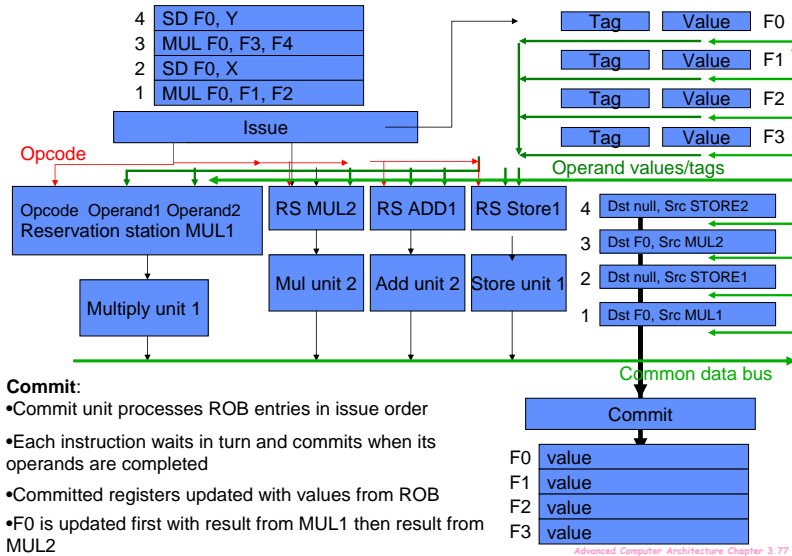 4 SD F0, Y
3 MUL F0, F3, F4
2 SD F0, X
1 MUL F0, F1, F2
Issue
Tag Value F0
Tag Value F1
Tag Value F2
Tag Value F3
Opcode
Operand values/tags
Opcode Operand1 Operand2
Reservation station MUL1
RS MUL2
RS ADD1
RS Store1
4 Dst null, Src STORE2
3 Dst F0, Src MUL2
2 Dst null, Src STORE1
1 Dst F0, Src MUL1
Multiply unit 1
Mul unit 2
Add unit 2
Store unit 1
Common data bus
Commit:
•Commit unit processes ROB entries in issue order
•Each instruction waits in turn and commits when its
operands are completed
•Committed registers updated with values from ROB
•F0 is updated first with result from MUL1 then result from
MUL2
Commit
F0 value
F1 value
F2 value
F3 value
Advanced Computer Architecture Chapter 3.77